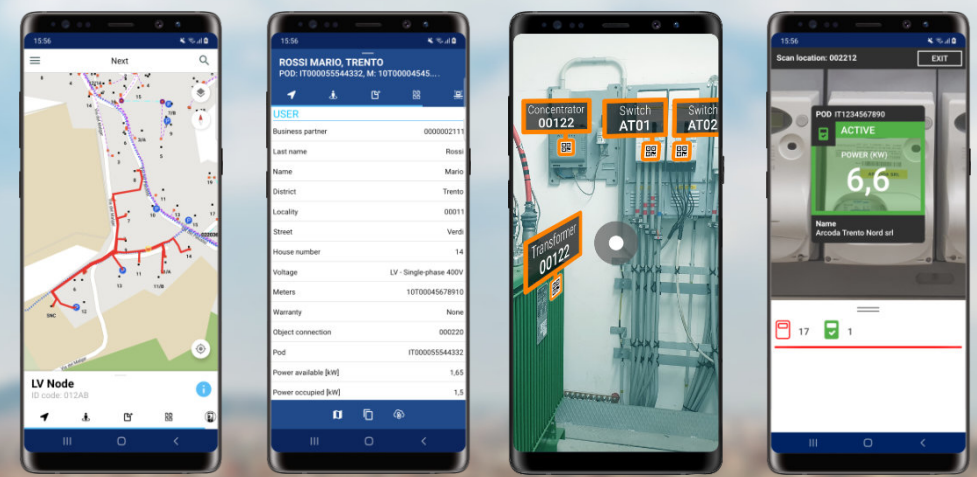 15:56
Next
LV Node
ID code: 012AB
SNC
11/B
15:56
ROSSI MARIO, TRENTO
POD: IT000055544332, M: 10T00004545....
USER
Business partner 0000002111
Last name Rossi
Name Mario
District Trento
Locality 00011
Street Verdi
House number 14
Voltage LV - Single-phase 400V
Meters 10T00045678910
Warranty None
Object connection 000220
Pod IT000055544332
Power available [kW] 1,65
Power occupied [kW] 1,5
Concentrator
00122
Switch
AT01
Switch
AT02
Transformer
00122
15:56
Scan location: 002212 EXIT
POD IT1234567890
ACTIVE
POWER (KW)
6,6
Name
Arcoda Trento Nord srl
17 1